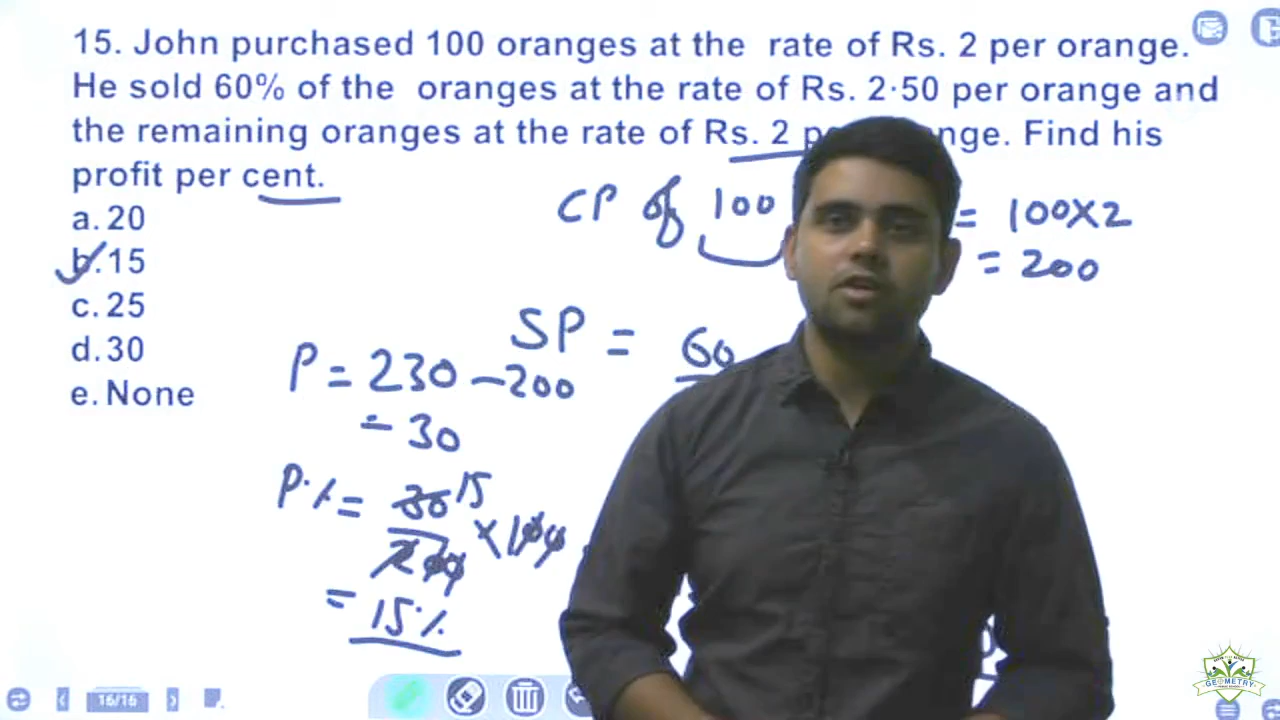 15. John purchased 100 oranges at the rate of Rs. 2 per orange.
He sold 60% of the oranges at the rate of Rs. 2·50 per orange and
the remaining oranges at the rate of Rs. 2 Find his
profit per cent.
CP of 100 = 100×2
a. 20
= 200
b. 15
c. 25
SP = 60
d. 30
P = 230 - 200
e. None
= 30
P·/. = 30 15
200 × 100
= 15·/.
16/16
GEOMETRY